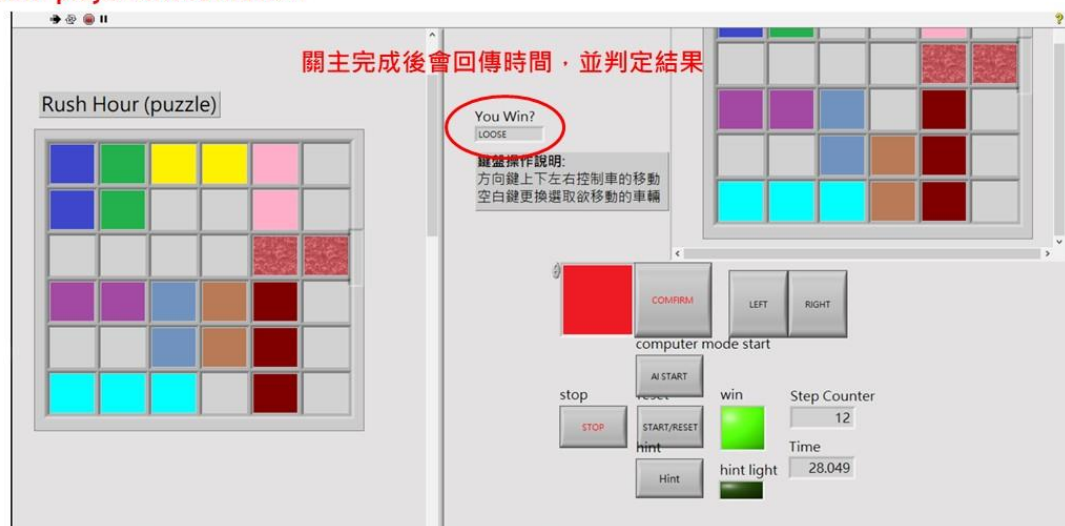 關主完成後會回傳時間，並判定結果
Rush Hour (puzzle)
You Win?
LOOSE
鍵盤操作說明:
方向鍵上下左右控制車的移動
空白鍵更換選取欲移動的車輛
COMFIRM
LEFT
RIGHT
computer mode start
AI START
stop
STOP
START/RESET
win
Step Counter
12
hint
Hint
hint light
Time
28.049